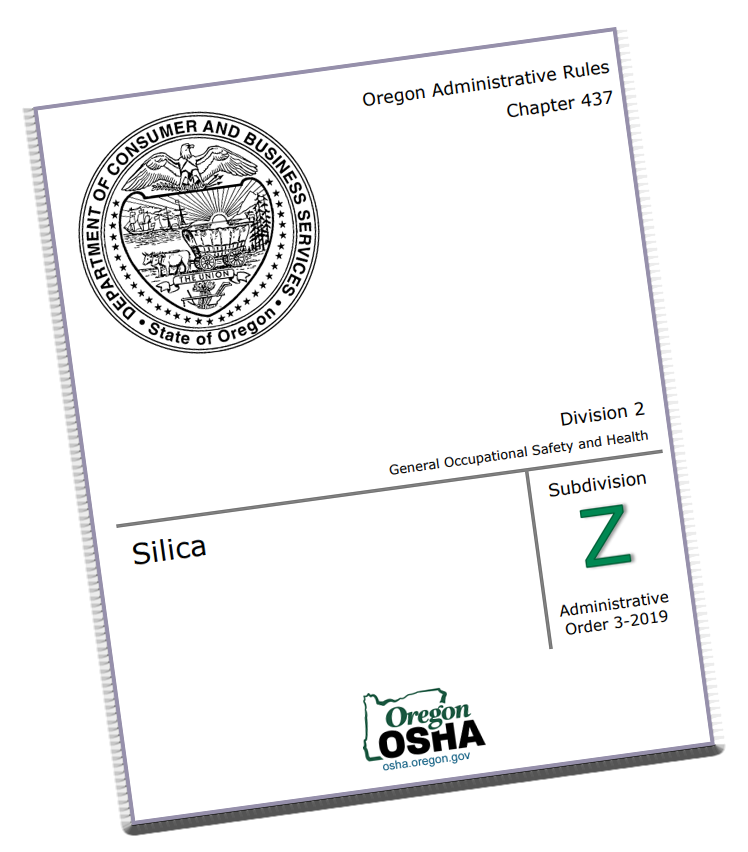 Oregon Administrative Rules
Chapter 437
DEPARTMENT OF CONSUMER AND BUSINESS SERVICES
THE UNION
• State of Oregon •
Division 2
General Occupational Safety and Health
Silica
Subdivision
Z
Administrative
Order 3-2019
Oregon
OSHA
osha.oregon.gov